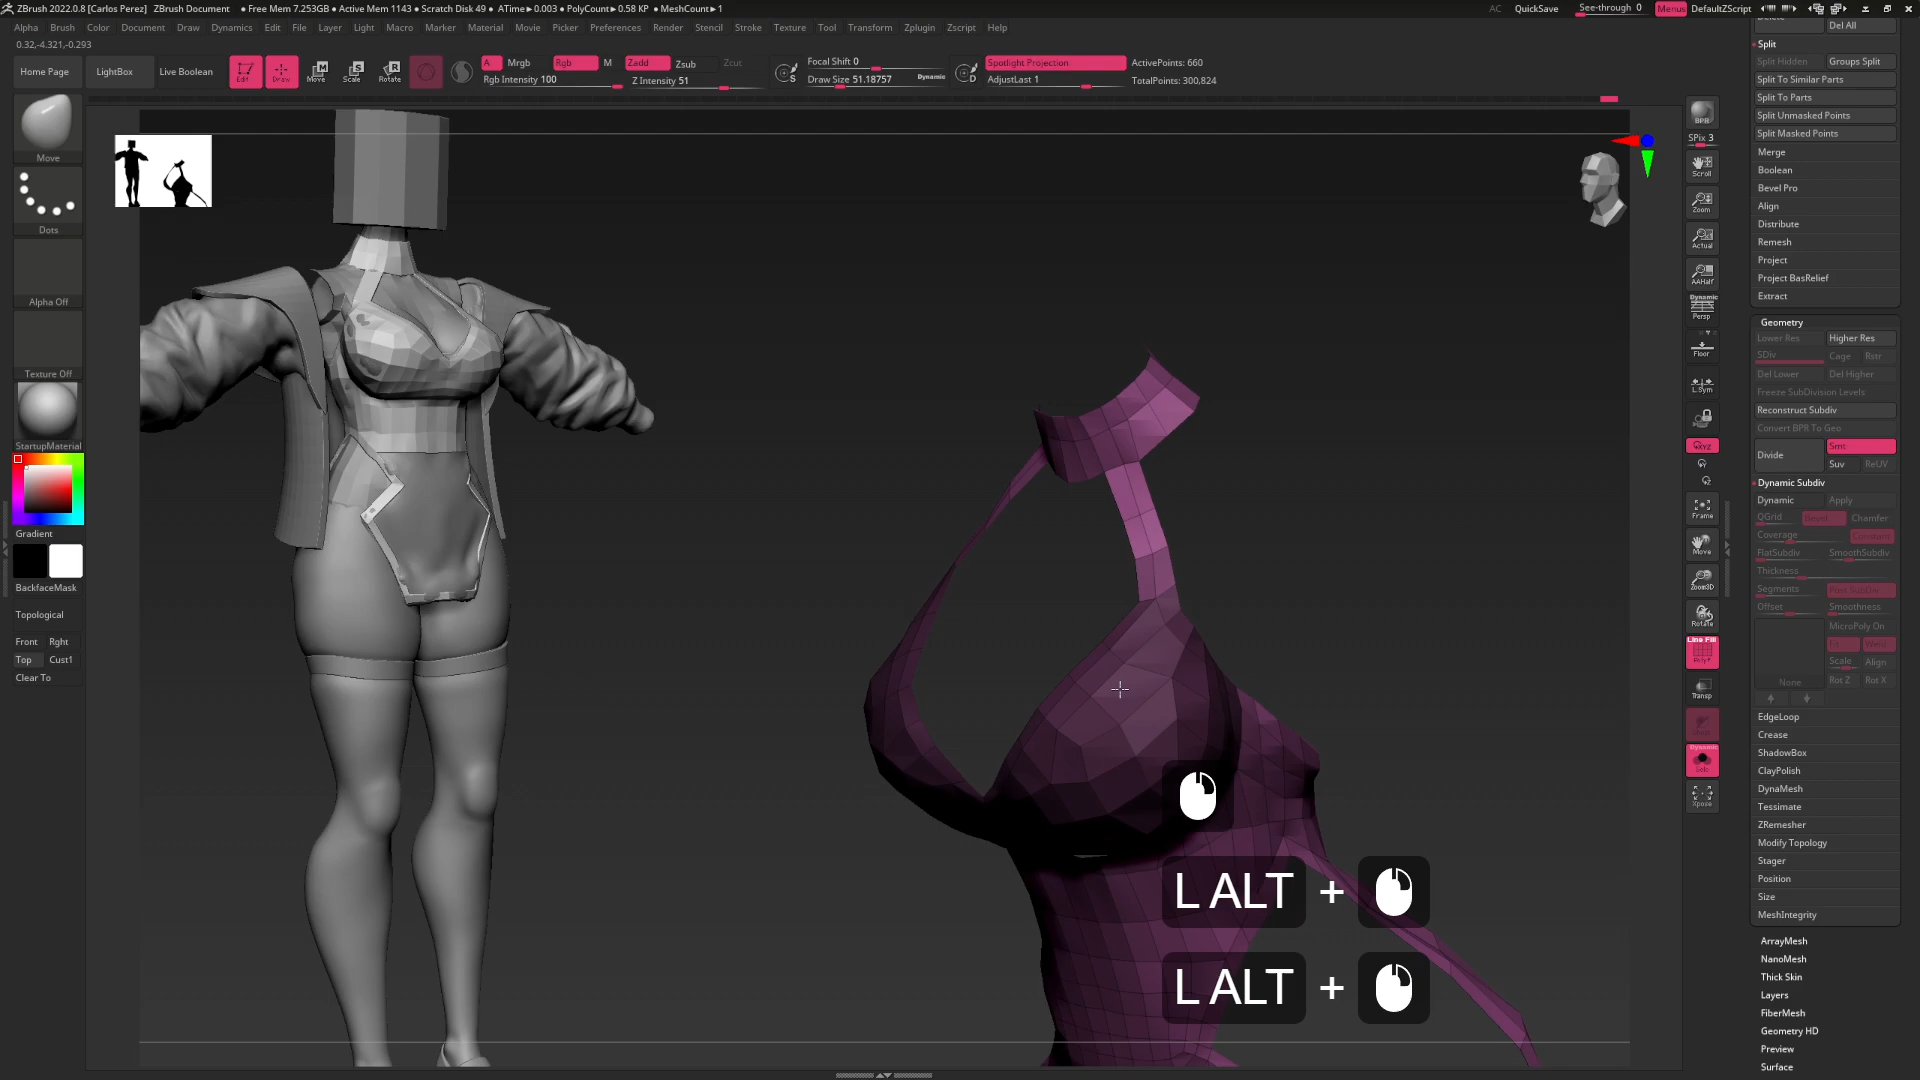 ZBrush 2022.0.8 [Carlos Perez] ZBrush Document • Free Mem 7.253GB • Active Mem 1143 • Scratch Disk 49 • ATime▸0.003 • PolyCount▸0.58 KP • MeshCount▸1 AC QuickSave See-through 0 Menus DefaultZScript
Alpha Brush Color Document Draw Dynamics Edit File Layer Light Macro Marker Material Movie Picker Preferences Render Stencil Stroke Texture Tool Transform Zplugin Zscript Help
0.32,-4.321,-0.293
Home Page LightBox Live Boolean Edit Draw Move Scale Rotate
A Mrgb Rgb M Zadd Zsub Zcut
Rgb Intensity 100 Z Intensity 51
Focal Shift 0
Draw Size 51.18757 Dynamic
Spotlight Projection
AdjustLast 1
ActivePoints: 660
TotalPoints: 300,824
Move
Dots
Alpha Off
Texture Off
StartupMaterial
Gradient
BackfaceMask
Topological
Front Rght
Top Cust1
Clear To
L ALT +
L ALT +
BPR
SPix 3
Scroll
Zoom
Actual
AAHalf
Dynamic
Persp
Floor
L.Sym
Frame
Move
Zoom3D
Rotate
Line Fill
PolyF
Transp
Dynamic
Solo
Xpose
Del All
Split
Split Hidden Groups Split
Split To Similar Parts
Split To Parts
Split Unmasked Points
Split Masked Points
Merge
Boolean
Bevel Pro
Align
Distribute
Remesh
Project
Project BasRelief
Extract
Geometry
Lower Res Higher Res
SDiv Cage Rstr
Del Lower Del Higher
Freeze SubDivision Levels
Reconstruct Subdiv
Convert BPR To Geo
Divide Smt
Suv ReUV
Dynamic Subdiv
Dynamic Apply
QGrid Bevel Chamfer
Coverage Constant
FlatSubdiv SmoothSubdiv
Thickness
Segments
Offset Smoothness
MicroPoly On
Scale Align
None Rot Z Rot X
EdgeLoop
Crease
ShadowBox
ClayPolish
DynaMesh
Tessimate
ZRemesher
Modify Topology
Stager
Position
Size
MeshIntegrity
ArrayMesh
NanoMesh
Thick Skin
Layers
FiberMesh
Geometry HD
Preview
Surface